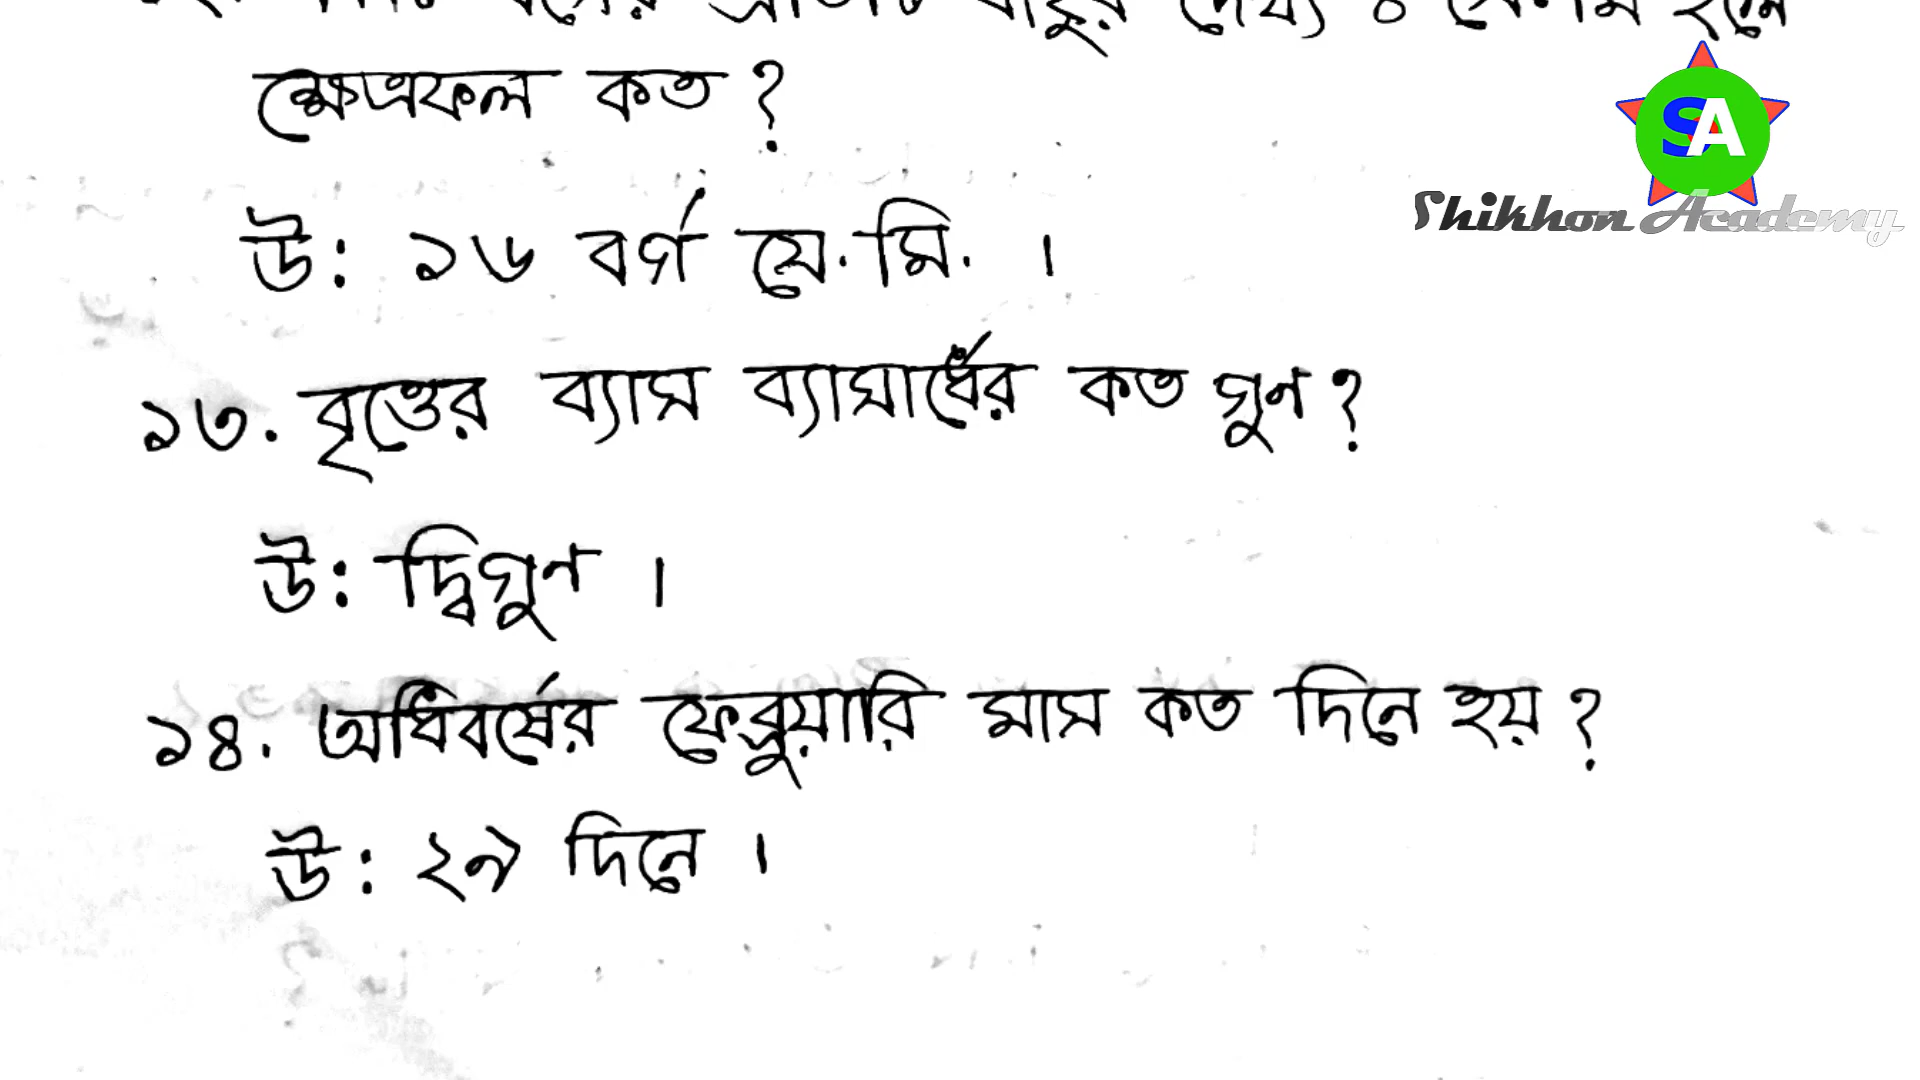 ক্ষেত্রফল কত?
SA
Shikhon Academy
উ: ১৬ বর্গ সে.মি. ।
১৩. বৃত্তের ব্যাস ব্যাসার্ধের কত গুণ?
উ: দ্বিগুণ ।
১৪. অধিবর্ষের ফেব্রুয়ারি মাস কত দিনে হয়?
উ: ২৯ দিনে ।